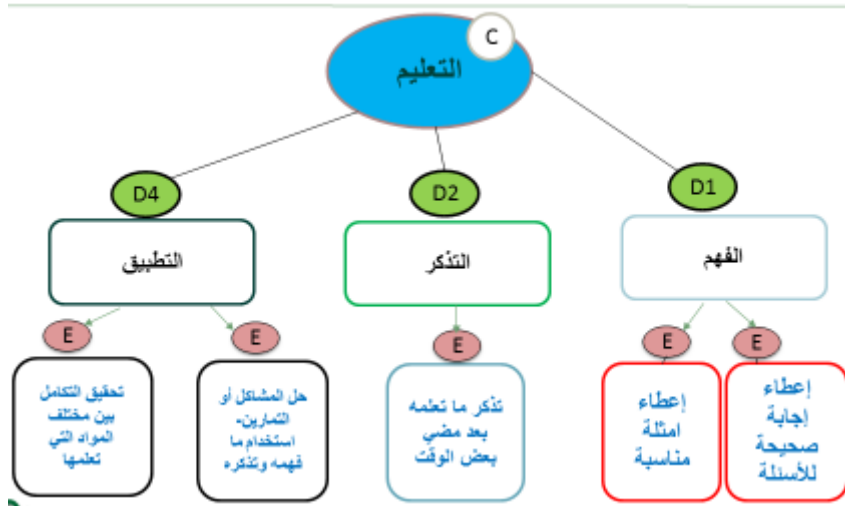 C
التعليم
D1
D2
D4
الفهم
التذكر
التطبيق
E
E
E
E
E
إعطاء
إجابة
صحيحة
للأسئلة
إعطاء
امثلة
مناسبة
تذكر ما تعلمه
بعد مضي
بعض الوقت
حل المشاكل أو
التمارين-
استخدام ما
فهمه وتذكره
تحقيق التكامل
بين مختلف
المواد التي
تعلمها